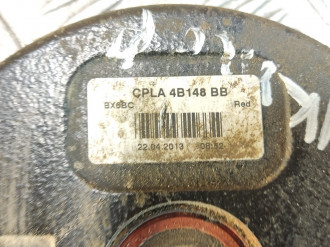 CPLA 4B148 BB
BX5BC Red
22.04.2013